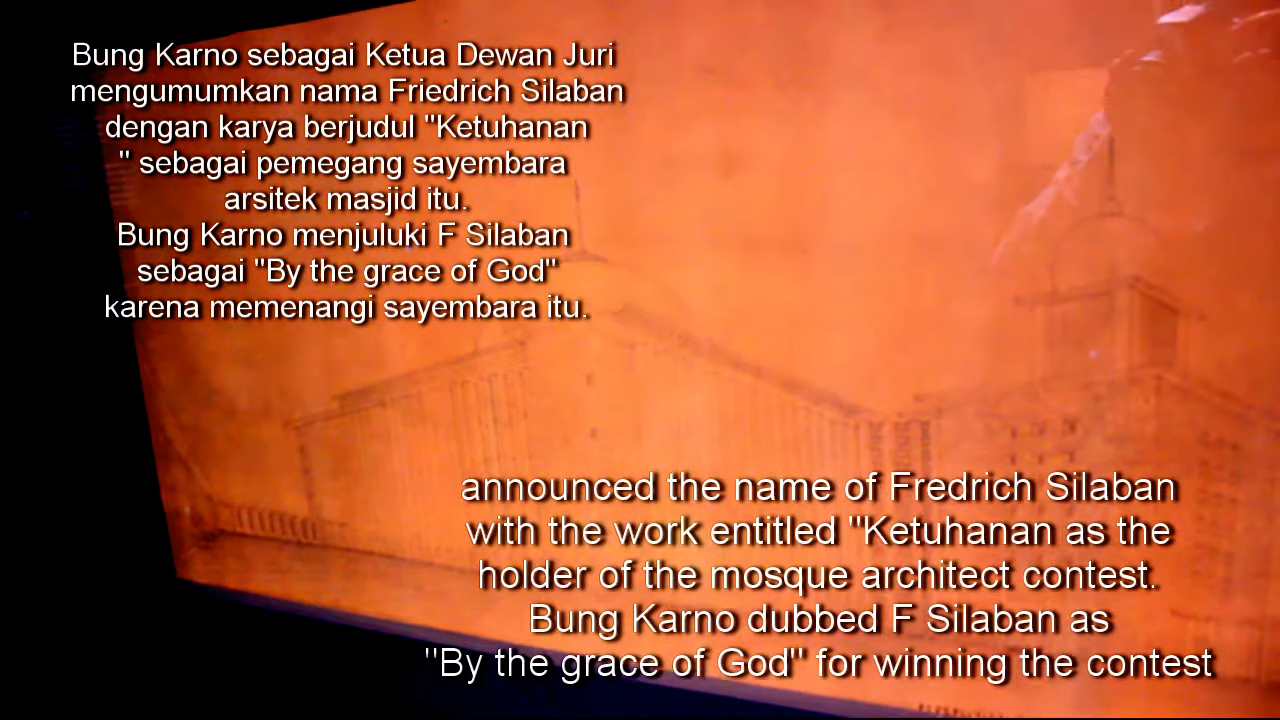 Bung Karno sebagai Ketua Dewan Juri
mengumumkan nama Friedrich Silaban
dengan karya berjudul "Ketuhanan
" sebagai pemegang sayembara
arsitek masjid itu.
Bung Karno menjuluki F Silaban
sebagai "By the grace of God"
karena memenangi sayembara itu.
announced the name of Fredrich Silaban
with the work entitled "Ketuhanan as the
holder of the mosque architect contest.
Bung Karno dubbed F Silaban as
"By the grace of God" for winning the contest